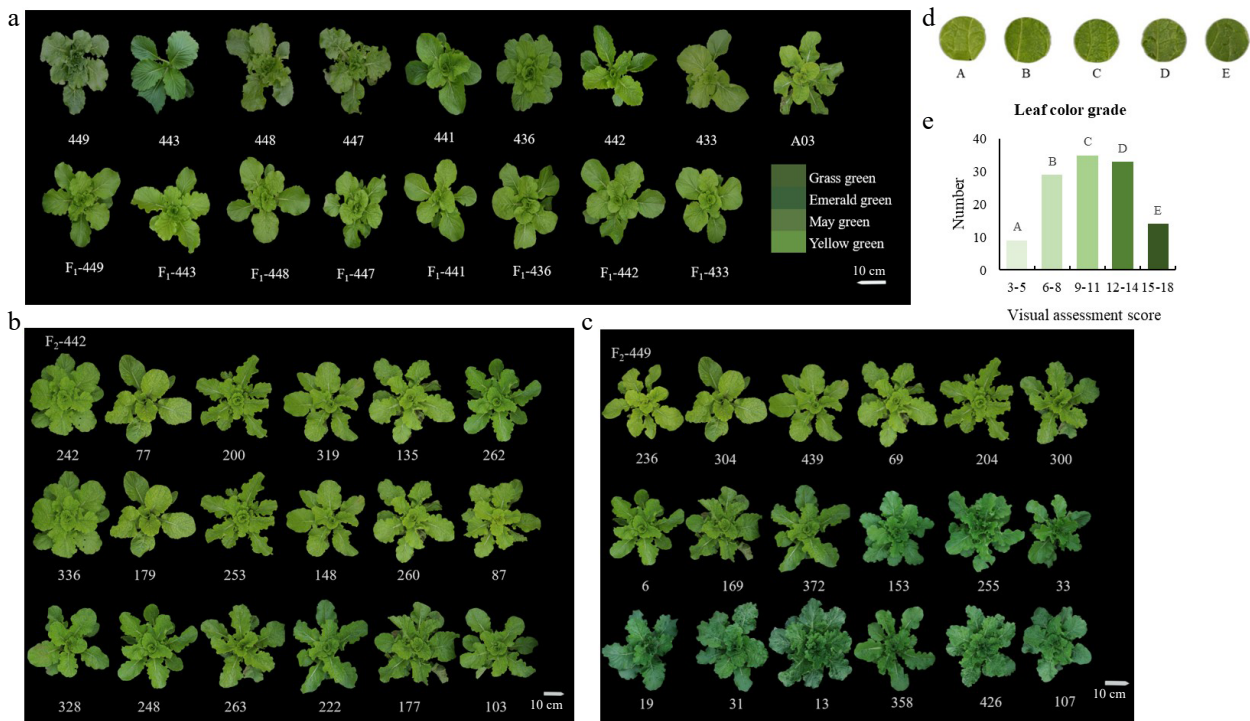 a
449 443 448 447 441 436 442 433 A03
Grass green
Emerald green
May green
Yellow green
F1-449 F1-443 F1-448 F1-447 F1-441 F1-436 F1-442 F1-433
10 cm
d
A B C D E
e
Leaf color grade
Number
40
30
20
10
0
A
B
C
D
E
3-5 6-8 9-11 12-14 15-18
Visual assessment score
b
F2-442
242 77 200 319 135 262
336 179 253 148 260 87
328 248 263 222 177 103
10 cm
c
F2-449
236 304 439 69 204 300
6 169 372 153 255 33
19 31 13 358 426 107
10 cm